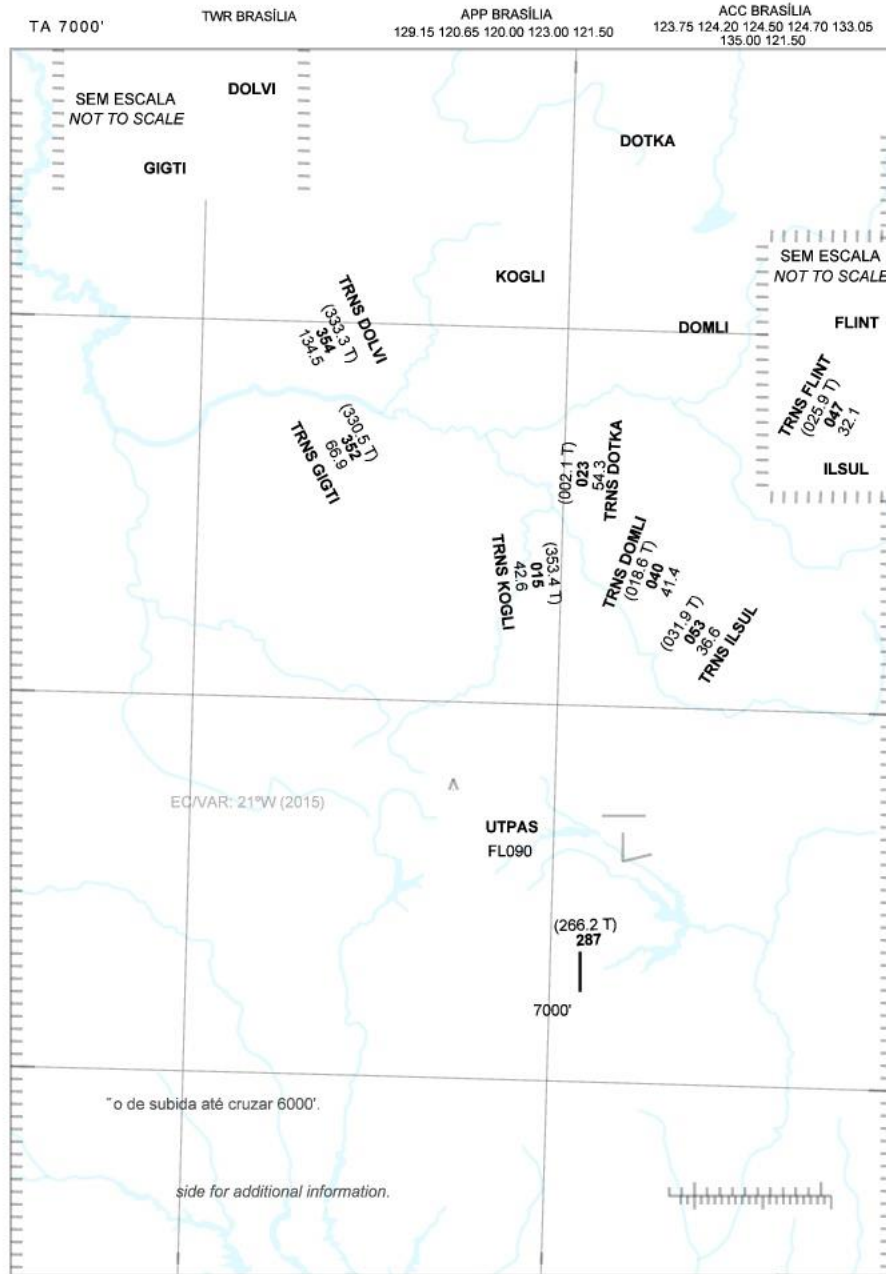 TA 7000'
TWR BRASÍLIA
APP BRASÍLIA
129.15 120.65 120.00 123.00 121.50
ACC BRASÍLIA
123.75 124.20 124.50 124.70 133.05
135.00 121.50
SEM ESCALA
NOT TO SCALE
DOLVI
GIGTI
DOTKA
KOGLI
DOMLI
SEM ESCALA
NOT TO SCALE
FLINT
TRNS FLINT
(025.9 T)
047
32.1
ILSUL
TRNS DOLVI
(333.3 T)
354
134.5
(330.5 T)
352
66.9
TRNS GIGTI
(002.1 T)
023
54.3
TRNS DOTKA
(353.4 T)
015
42.6
TRNS KOGLI
TRNS DOMLI
(018.6 T)
040
41.4
(031.9 T)
053
36.6
TRNS ILSUL
EC/VAR: 21°W (2015)
UTPAS
FL090
(266.2 T)
287
7000'
o de subida até cruzar 6000'.
side for additional information.